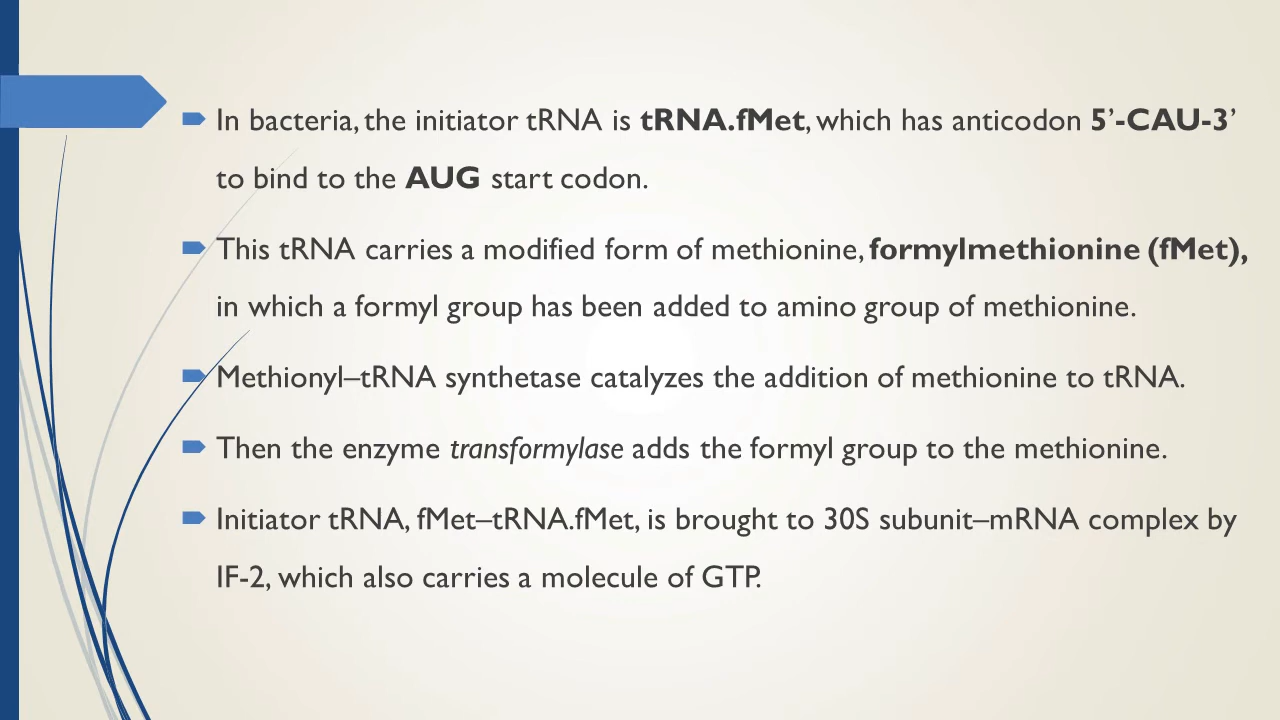 In bacteria, the initiator tRNA is tRNA.fMet, which has anticodon 5’-CAU-3’
to bind to the AUG start codon.
This tRNA carries a modified form of methionine, formylmethionine (fMet),
in which a formyl group has been added to amino group of methionine.
Methionyl–tRNA synthetase catalyzes the addition of methionine to tRNA.
Then the enzyme transformylase adds the formyl group to the methionine.
Initiator tRNA, fMet–tRNA.fMet, is brought to 30S subunit–mRNA complex by
IF-2, which also carries a molecule of GTP.